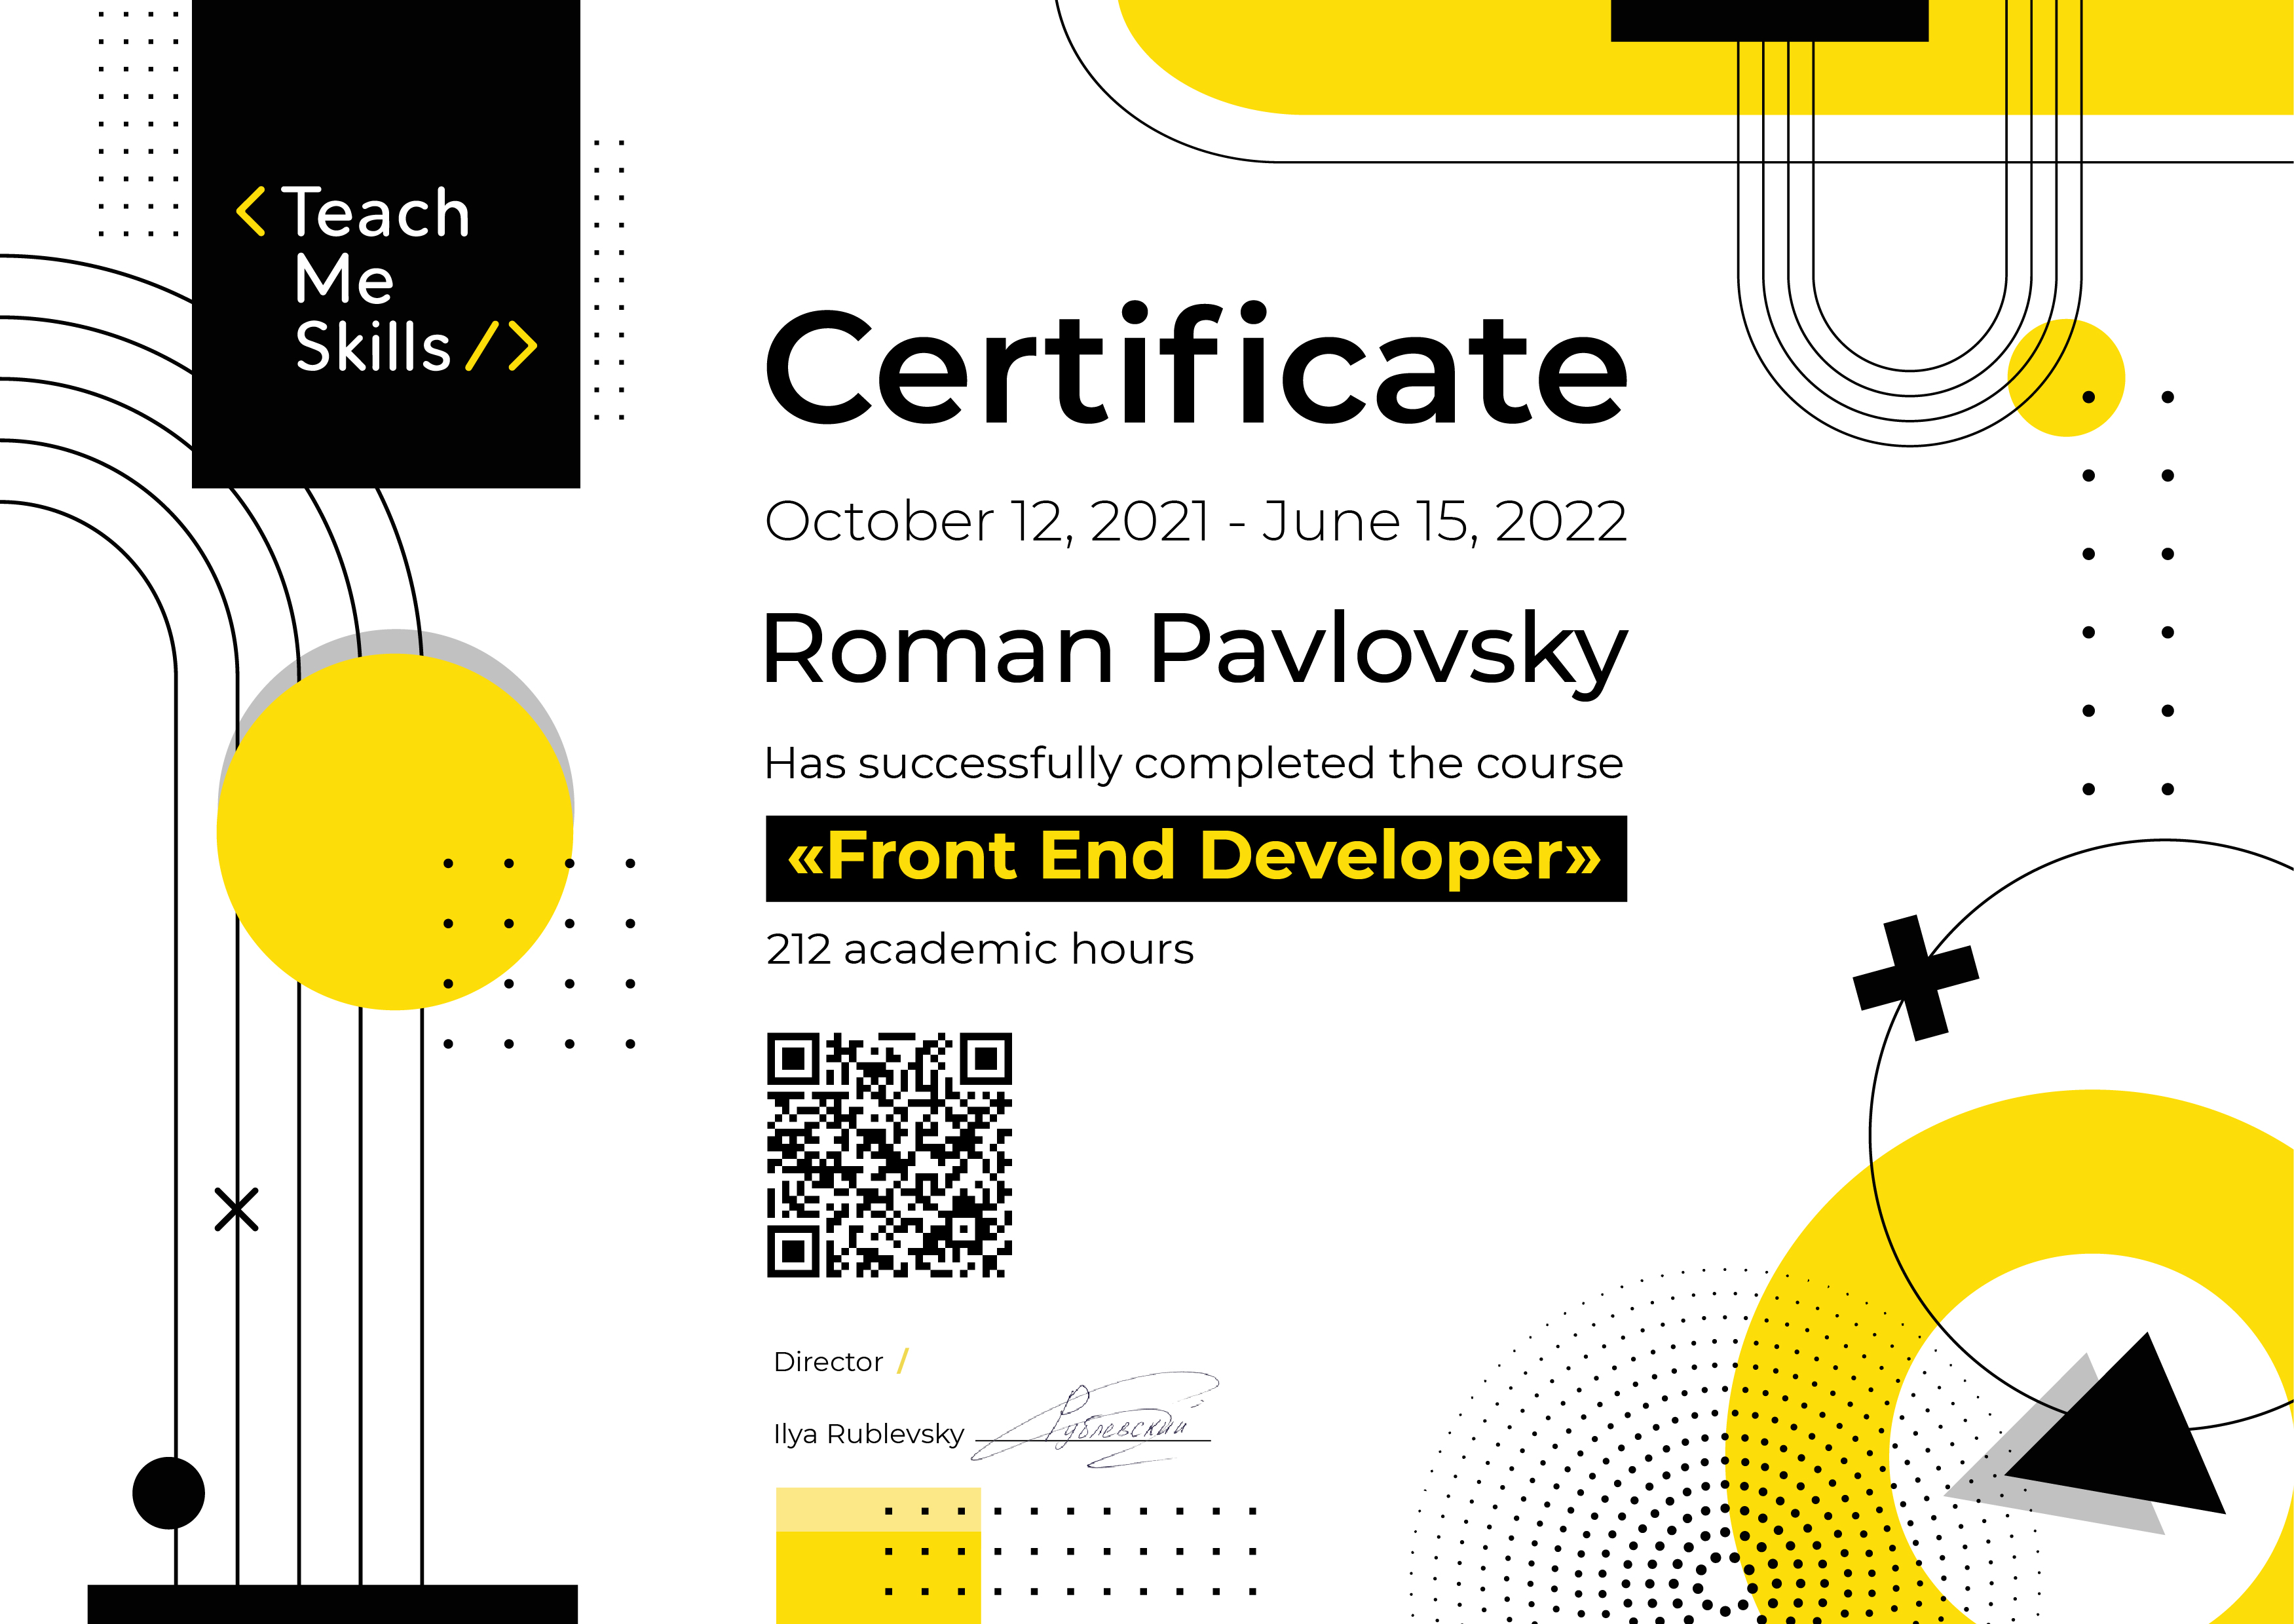 <Teach
Me
Skills/>
Certificate
October 12, 2021 - June 15, 2022
Roman Pavlovsky
Has successfully completed the course
«Front End Developer»
212 academic hours
Director /
Ilya Rublevsky Рублевский